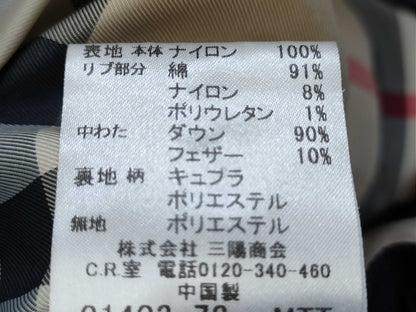 表地 本体 ナイロン 100%
リブ部分 綿 91%
ナイロン 8%
ポリウレタン 1%
中わた ダウン 90%
フェザー 10%
裏地 柄 キュプラ
ポリエステル
無地 ポリエステル
株式会社 三陽商会
C.R.室 電話0120-340-460
中国製